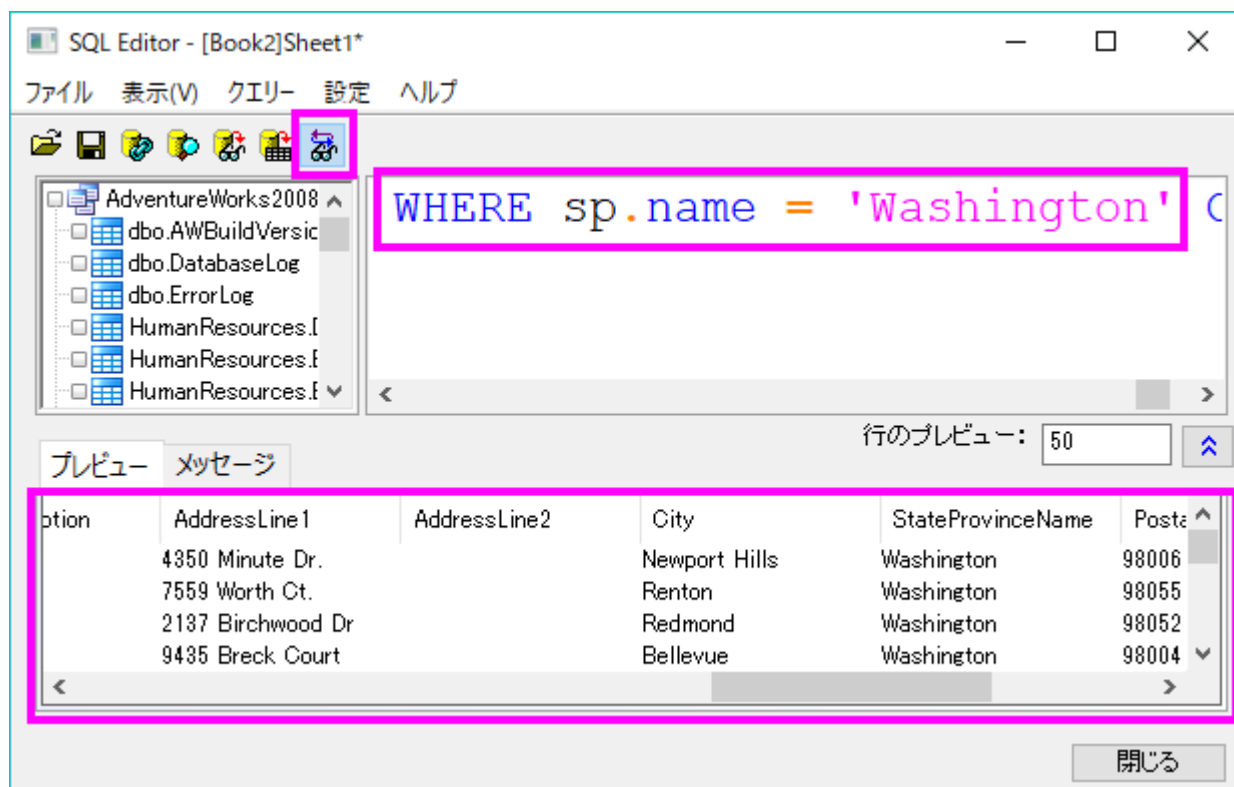 SQL Editor - [Book2]Sheet1*
ファイル 表示(V) クエリー 設定 ヘルプ
AdventureWorks2008
dbo.AWBuildVersic
dbo.DatabaseLog
dbo.ErrorLog
HumanResources.
HumanResources.
HumanResources.
WHERE sp.name = 'Washington'
行のプレビュー: 50
プレビュー メッセージ
ption AddressLine1 AddressLine2 City StateProvinceName Posta
4350 Minute Dr. Newport Hills Washington 98006
7559 Worth Ct. Renton Washington 98055
2137 Birchwood Dr Redmond Washington 98052
9435 Breck Court Bellevue Washington 98004
閉じる